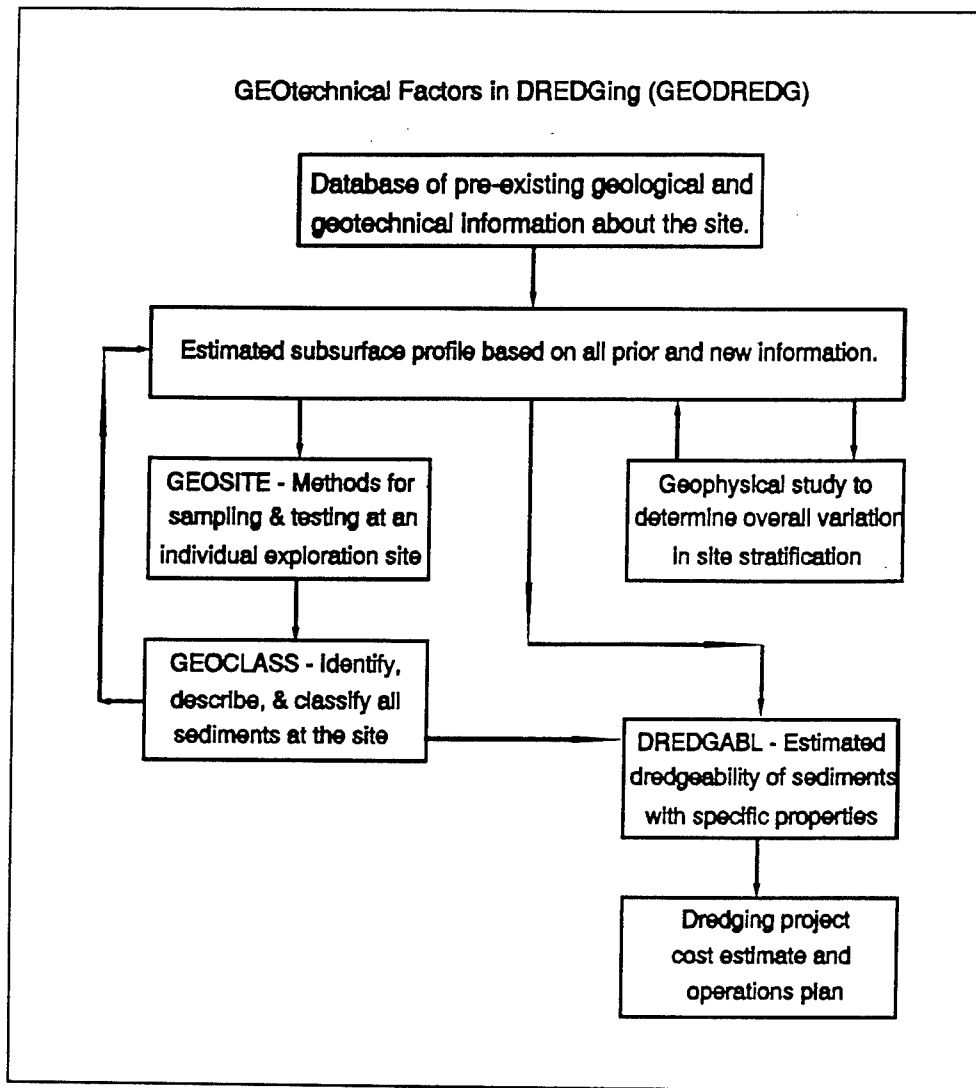 GEOtechnical Factors in DREDGing (GEODREDG)
Database of pre-existing geological and
geotechnical information about the site.
Estimated subsurface profile based on all prior and new information.
GEOSITE - Methods for
sampling & testing at an
individual exploration site
Geophysical study to
determine overall variation
in site stratification
GEOCLASS - Identify,
describe, & classify all
sediments at the site
DREDGABL - Estimated
dredgeability of sediments
with specific properties
Dredging project
cost estimate and
operations plan